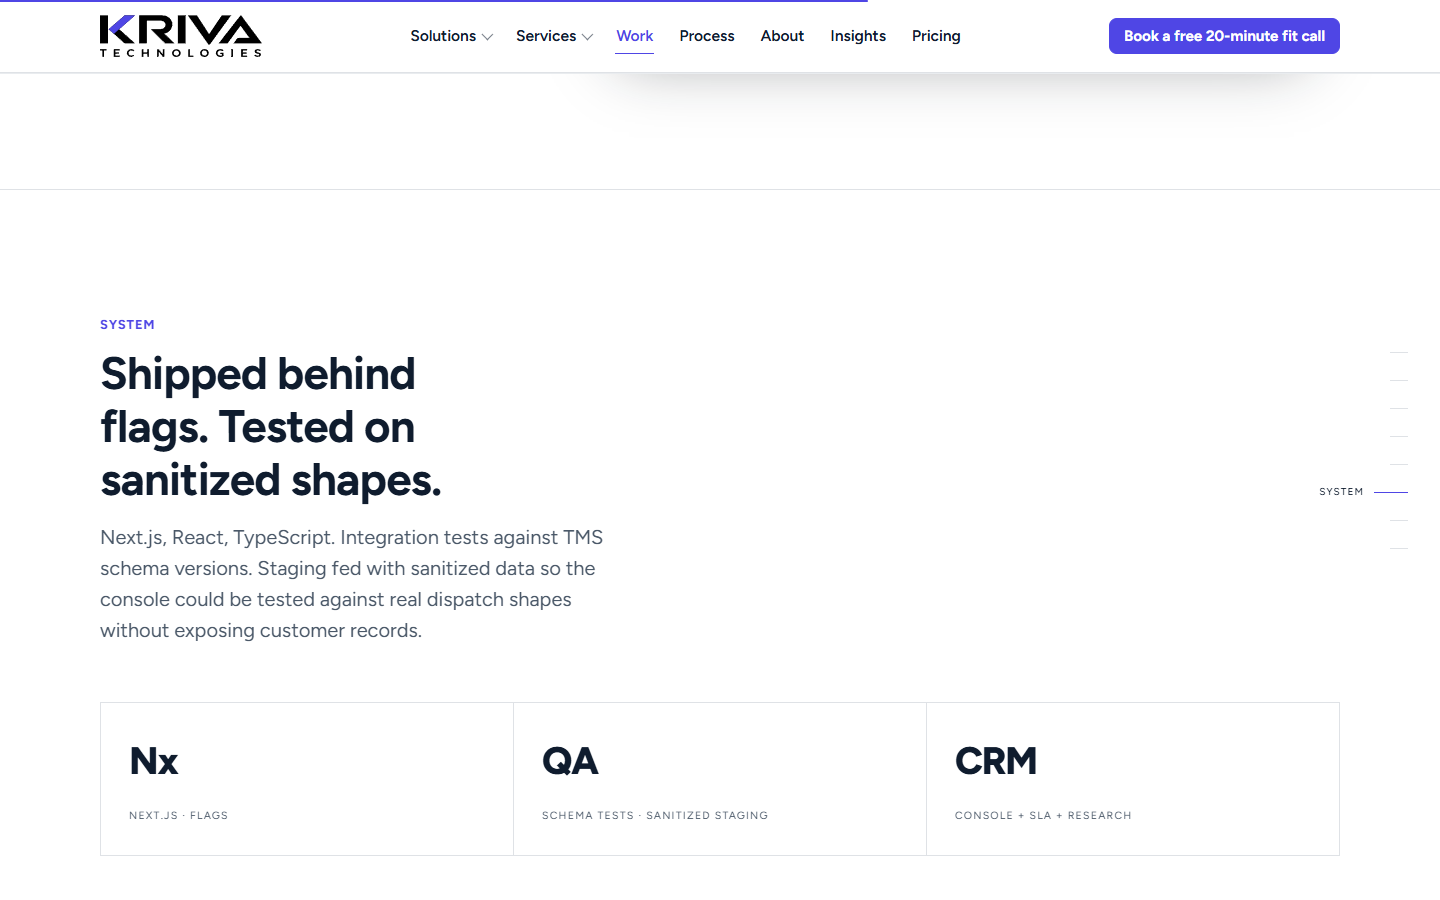 KRIVA
TECHNOLOGIES
Solutions Services Work Process About Insights Pricing
Book a free 20-minute fit call
SYSTEM
Shipped behind
flags. Tested on
sanitized shapes.
SYSTEM
Next.js, React, TypeScript. Integration tests against TMS
schema versions. Staging fed with sanitized data so the
console could be tested against real dispatch shapes
without exposing customer records.
Nx
NEXT.JS · FLAGS
QA
SCHEMA TESTS · SANITIZED STAGING
CRM
CONSOLE + SLA + RESEARCH